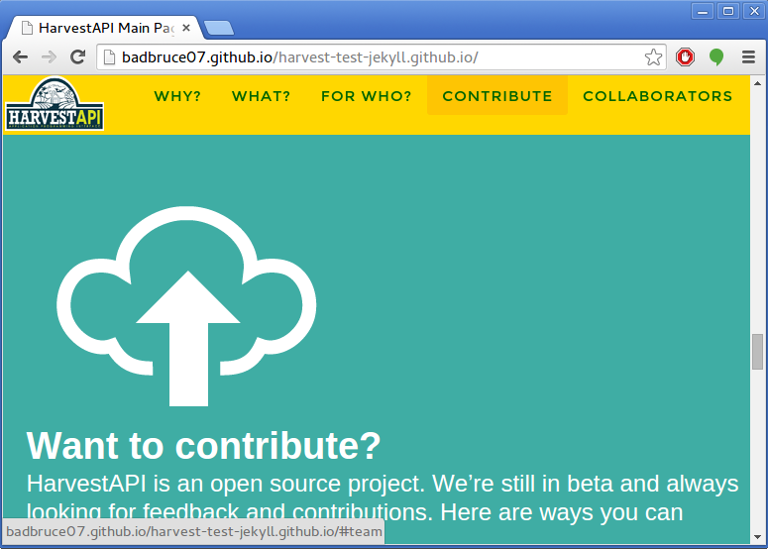 HarvestAPI Main Pag
badbruce07.github.io/harvest-test-jekyll.github.io/
HARVESTAPI
WHY? WHAT? FOR WHO? CONTRIBUTE COLLABORATORS
Want to contribute?
HarvestAPI is an open source project. We're still in beta and always
looking for feedback and contributions. Here are ways you can
badbruce07.github.io/harvest-test-jekyll.github.io/#team